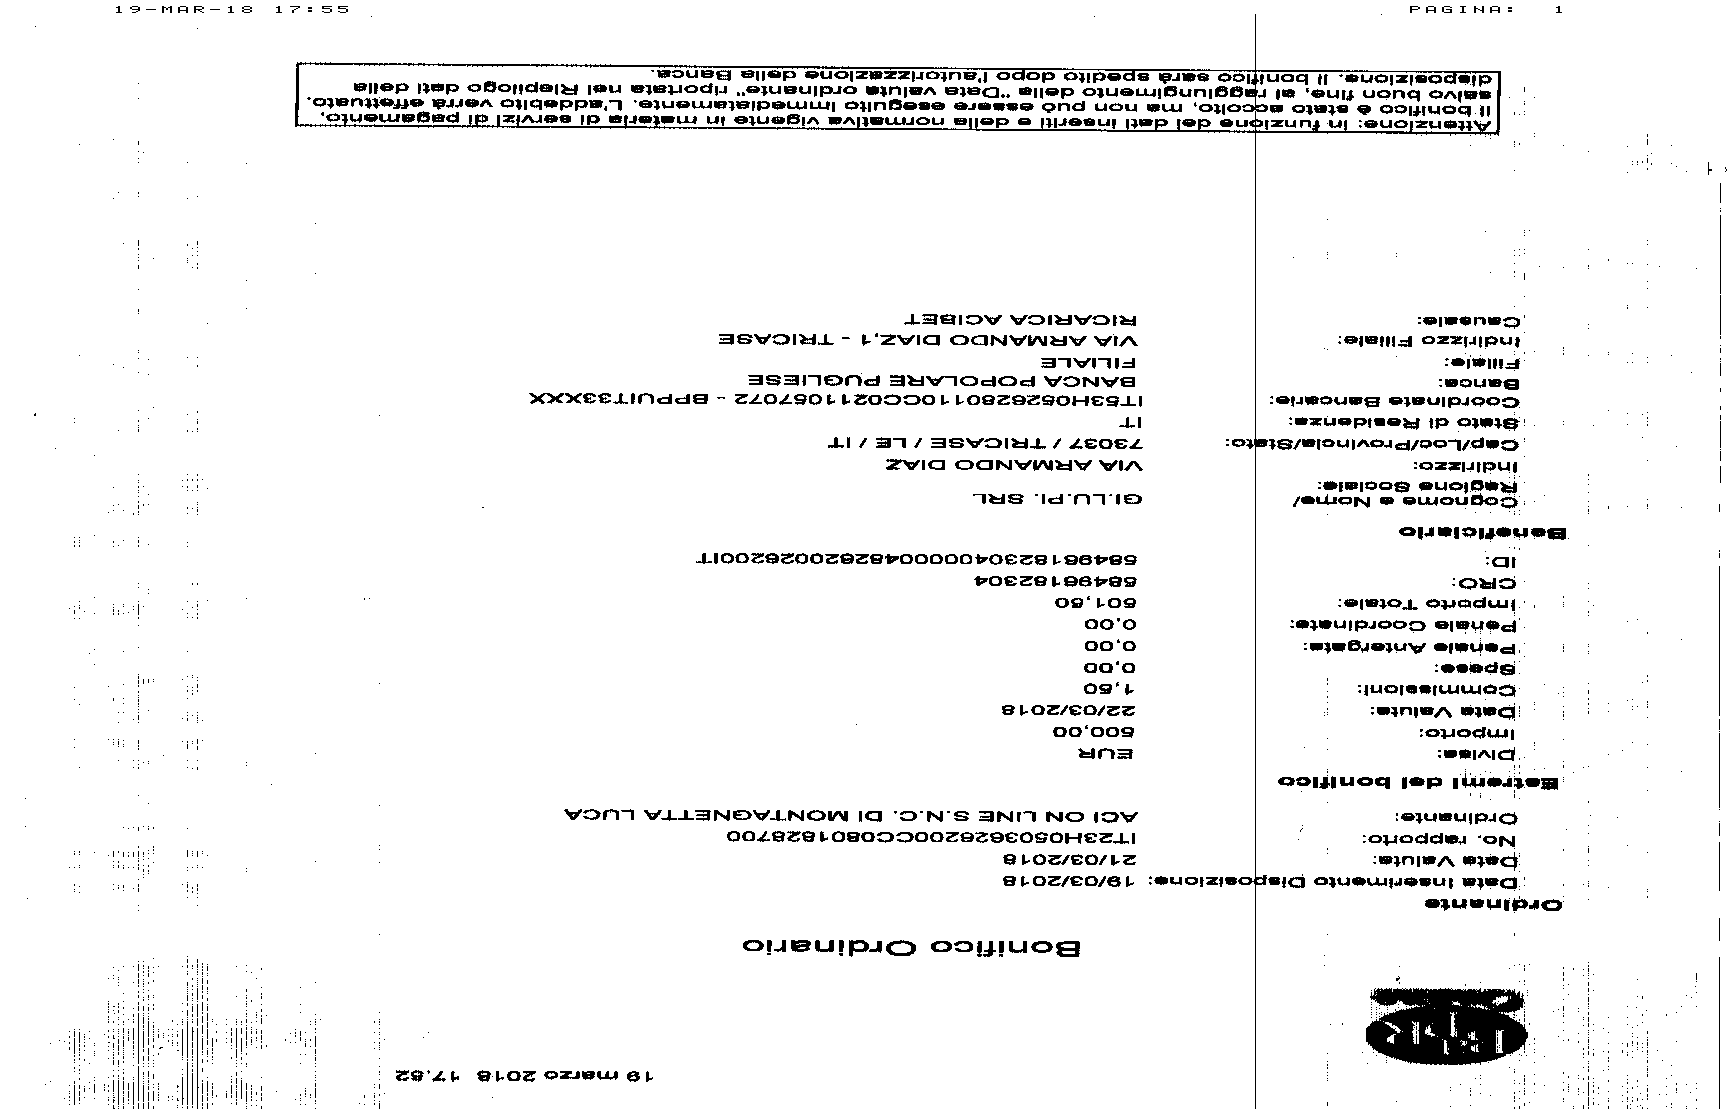 19-MAR-18 17:55 PAGINA: 1
19 marzo 2018 17.52
Bonifico Ordinario
Ordinante
Data Inserimento Disposizione: 19/03/2018
Data Valuta: 21/03/2018
No. rapporto: IT23H0503626200CC0801828700
Ordinante: ACI ON LINE S.N.C. DI MONTAGNETTA LUCA
Estremi del bonifico
Divisa: EUR
Importo: 500,00
Data Valuta: 22/03/2018
Commissioni: 1,50
Spese: 0,00
Penale Antergate: 0,00
Penale Coordinate: 0,00
Importo Totale: 501,50
CRO: 58496182304
ID: 5849618230400000482620026200IT
Beneficiario
Cognome e Nome/
Ragione Sociale: GI.LU.PI. SRL
Indirizzo: VIA ARMANDO DIAZ
Cap/Loc/Provincia/Stato: 73037 / TRICASE / LE / IT
Stato di Residenza: IT
Coordinate Bancarie: IT53H0526280110CC0211057072 - BPPUIT33XXX
Banca: BANCA POPOLARE PUGLIESE
Filiale: FILIALE
Indirizzo Filiale: VIA ARMANDO DIAZ,1 - TRICASE
Causale: RICARICA ACIBET
Attenzione: in funzione dei dati inseriti e della normativa vigente in materia di servizi di pagamento,
il bonifico è stato accolto, ma non può essere eseguito immediatamente. L'addebito verrà effettuato,
salvo buon fine, al raggiungimento della "Data valuta ordinante" riportata nel Riepilogo dati della
disposizione. Il bonifico sarà spedito dopo l'autorizzazione della Banca.